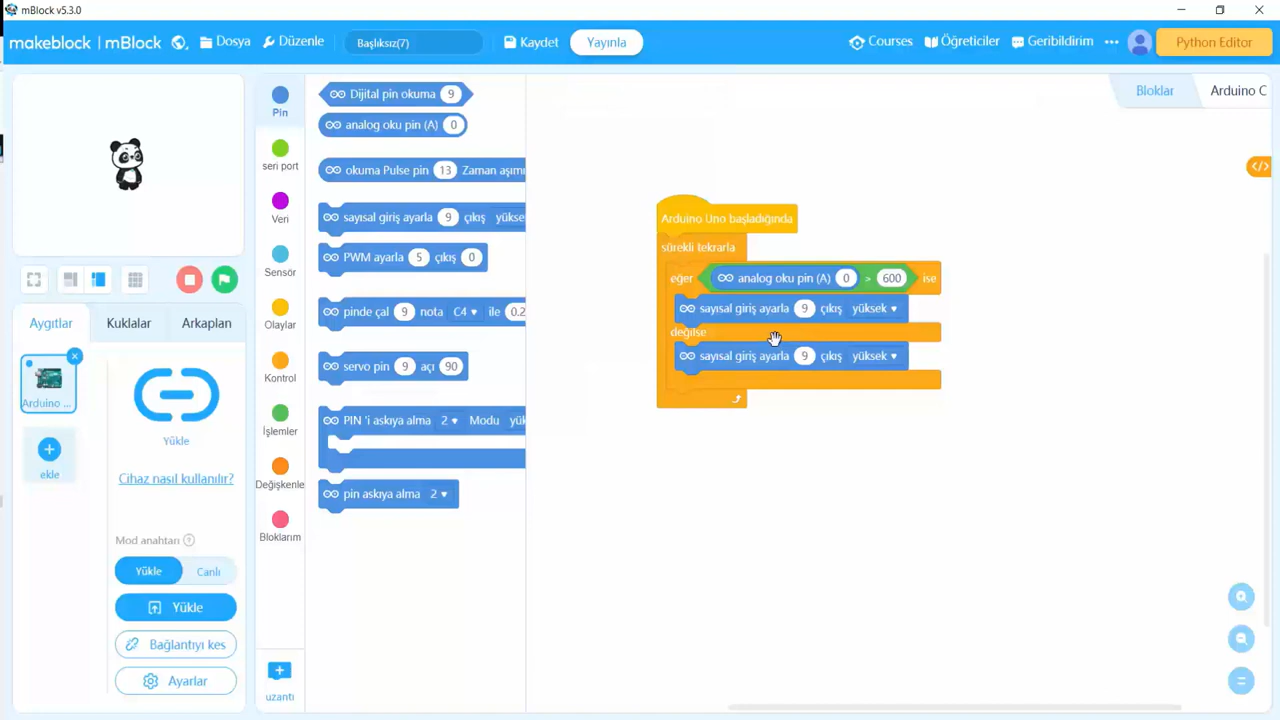 mBlock v5.3.0
makeblock | mBlock
Dosya
Düzenle
Başlıksız(7)
Kaydet
Yayınla
Courses
Öğreticiler
Geribildirim
Python Editor
Aygıtlar
Kuklalar
Arkaplan
Arduino ...
ekle
Yükle
Cihaz nasıl kullanılır?
Mod anahtarı
Yükle
Canlı
Yükle
Bağlantıyı kes
Ayarlar
Pin
seri port
Veri
Sensör
Olaylar
Kontrol
İşlemler
Değişkenle
Bloklarım
uzantı
Dijital pin okuma 9
analog oku pin (A) 0
okuma Pulse pin 13 Zaman aşımı
sayısal giriş ayarla 9 çıkış yükse
PWM ayarla 5 çıkış 0
pinde çal 9 nota C4 ile 0.2
servo pin 9 açı 90
PIN 'i askıya alma 2 Modu yük
pin askıya alma 2
Bloklar
Arduino C
</>
Arduino Uno başladığında
sürekli tekrarla
eğer analog oku pin (A) 0 > 600 ise
sayısal giriş ayarla 9 çıkış yüksek
değilse
sayısal giriş ayarla 9 çıkış yüksek